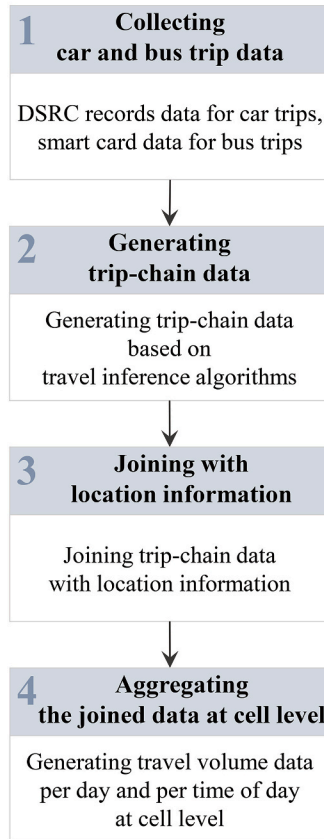 1
Collecting
car and bus trip data
DSRC records data for car trips,
smart card data for bus trips
2
Generating
trip-chain data
Generating trip-chain data
based on
travel inference algorithms
3
Joining with
location information
Joining trip-chain data
with location information
4
Aggregating
the joined data at cell level
Generating travel volume data
per day and per time of day
at cell level